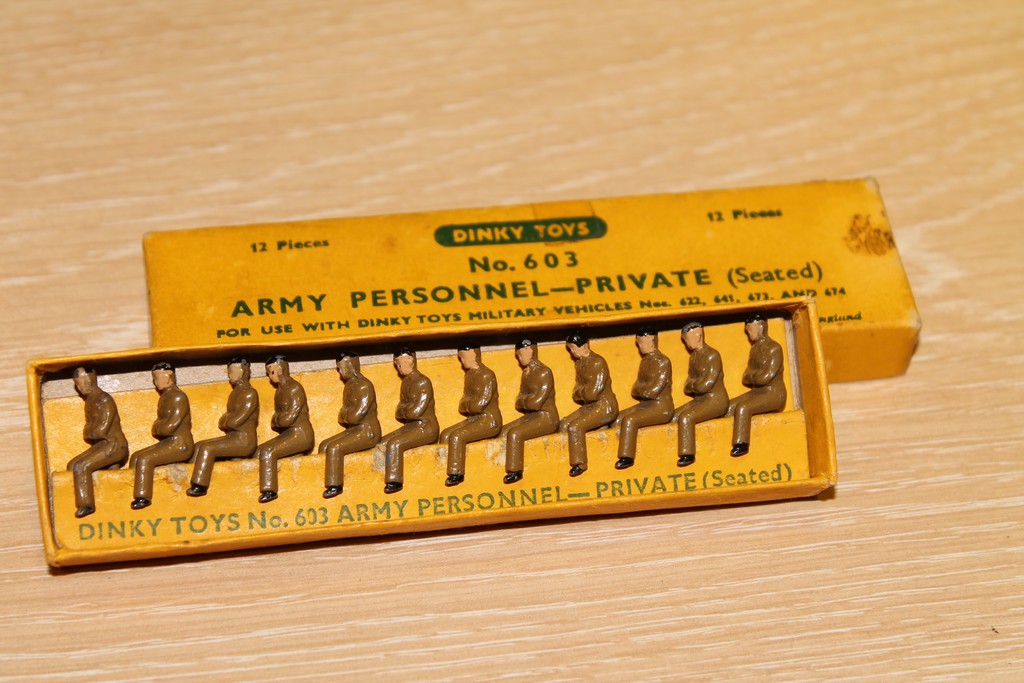 12 Pieces DINKY TOYS 12 Pieces
No. 603
ARMY PERSONNEL—PRIVATE (Seated)
FOR USE WITH DINKY TOYS MILITARY VEHICLES Nos. 622, 641, 673, AND 674
DINKY TOYS No. 603 ARMY PERSONNEL—PRIVATE (Seated)